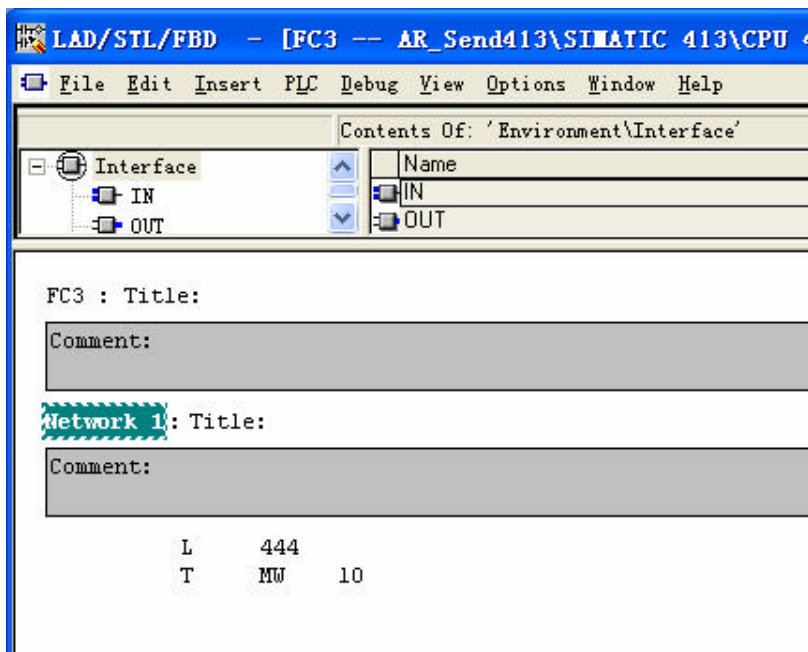 LAD/STL/FBD - [FC3 -- AR_Send413\SIMATIC 413\CPU 4
File Edit Insert PLC Debug View Options Window Help
Contents Of: 'Environment\Interface'
Interface
IN
OUT
Name
IN
OUT
FC3 : Title:
Comment:
Network 1: Title:
Comment:
L 444
T MW 10